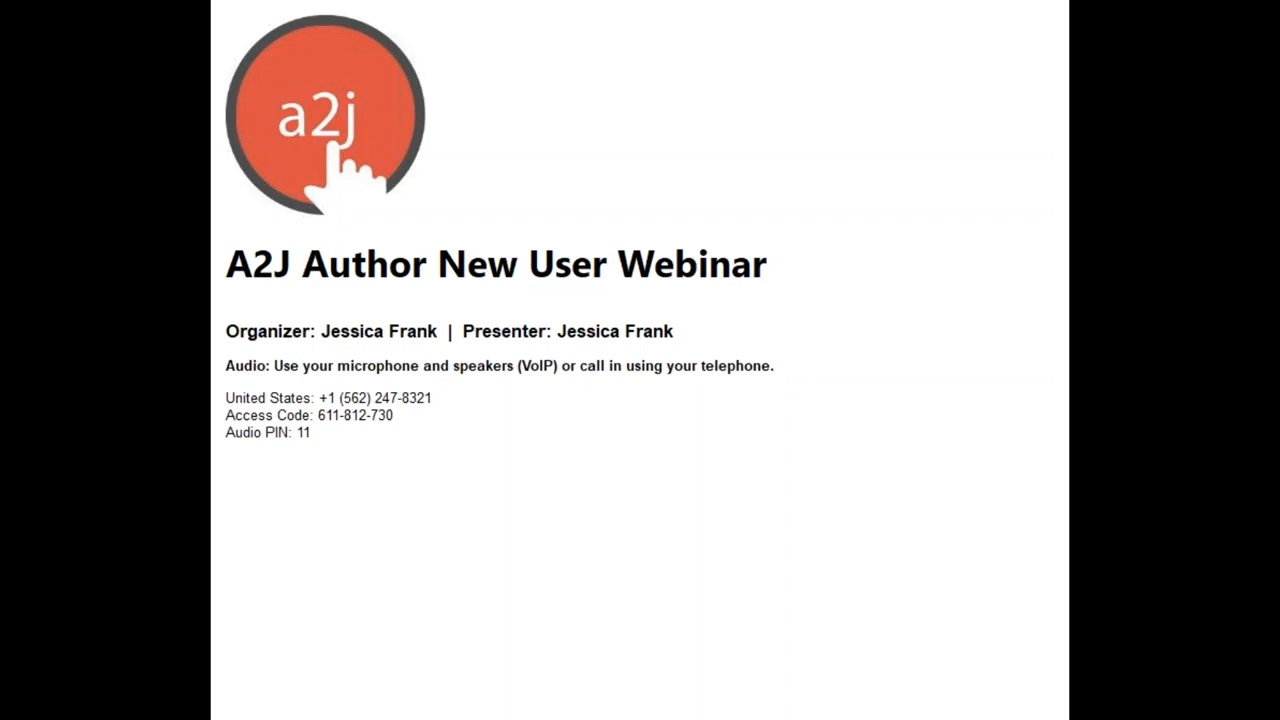 a2j
A2J Author New User Webinar
Organizer: Jessica Frank | Presenter: Jessica Frank
Audio: Use your microphone and speakers (VoIP) or call in using your telephone.
United States: +1 (562) 247-8321
Access Code: 611-812-730
Audio PIN: 11